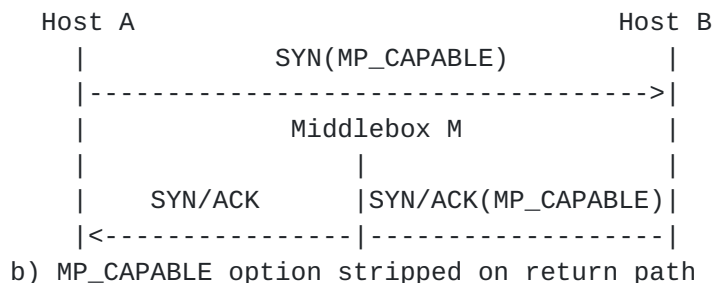 Host A Host B
SYN(MP_CAPABLE)
Middlebox M
SYN/ACK SYN/ACK(MP_CAPABLE)
b) MP_CAPABLE option stripped on return path